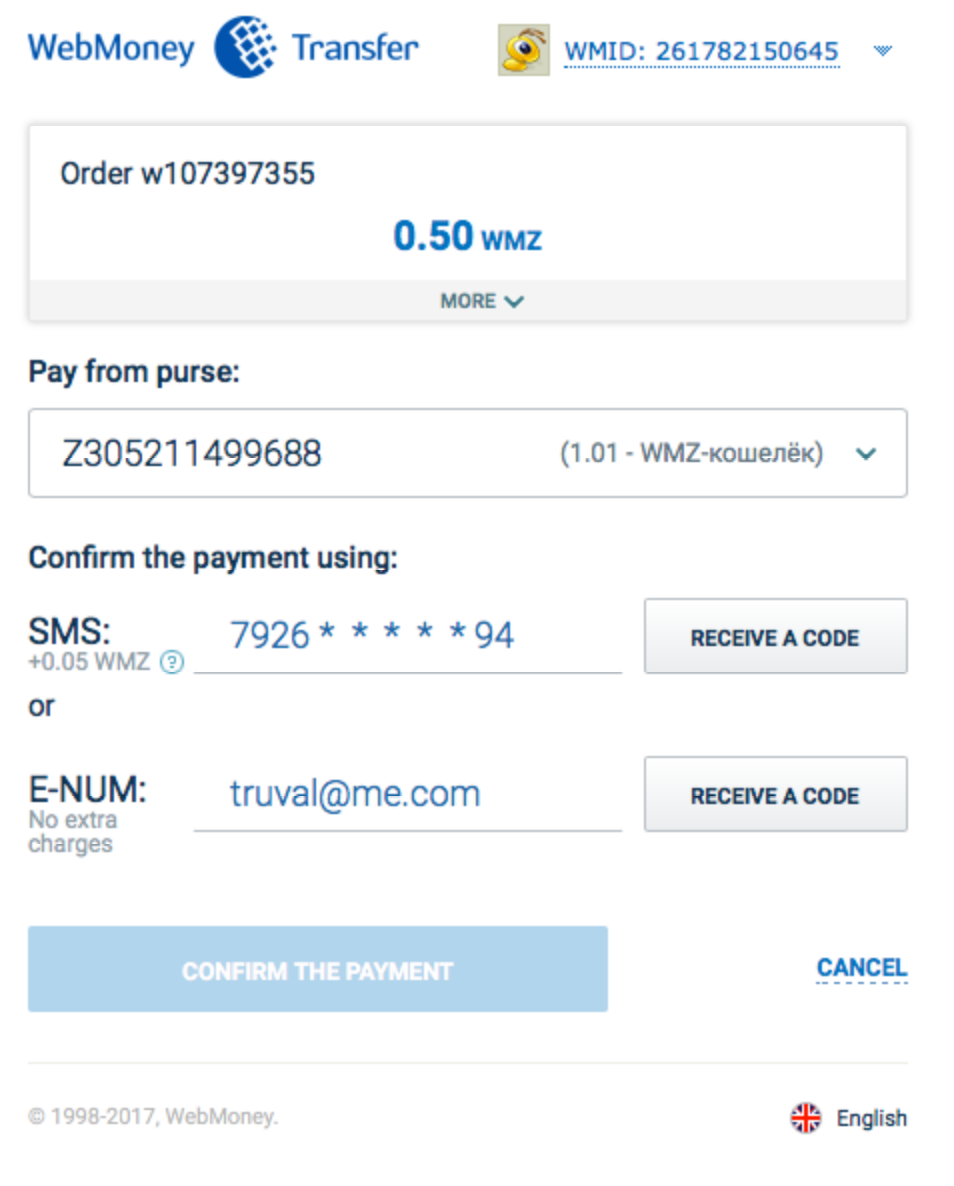 WebMoney Transfer WMID: 261782150645
Order w107397355
0.50 WMZ
MORE
Pay from purse:
Z305211499688 (1.01 - WMZ-кошелёк)
Confirm the payment using:
SMS: 7926 * * * * * 94 RECEIVE A CODE
+0.05 WMZ ?
or
E-NUM: truval@me.com RECEIVE A CODE
No extra
charges
CONFIRM THE PAYMENT CANCEL
© 1998-2017, WebMoney. English